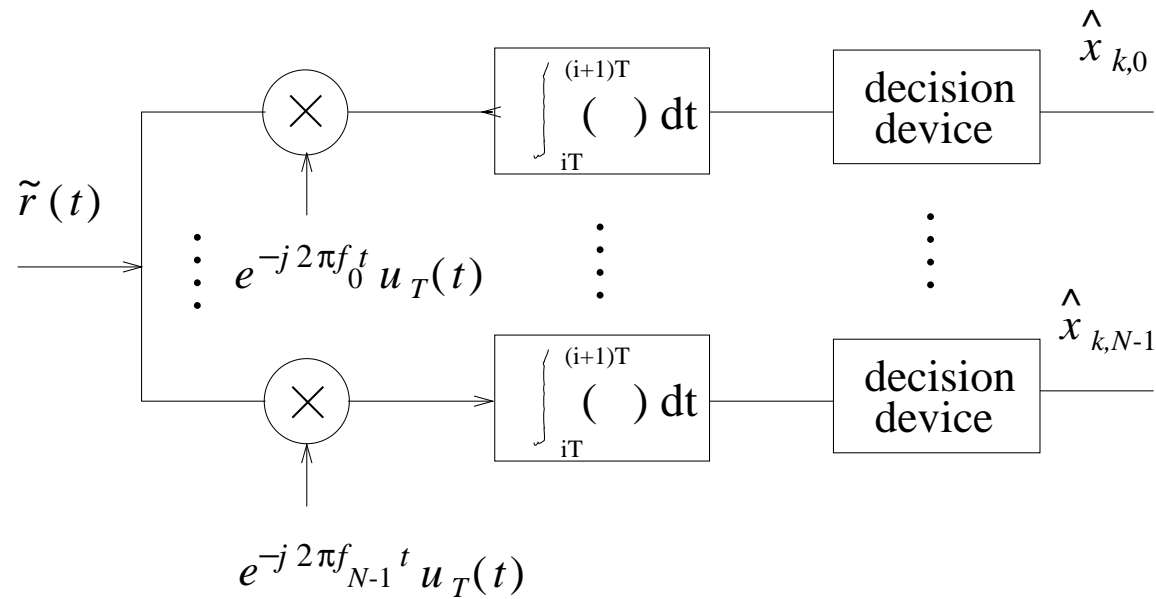 r̃ (t)
⊗
e^{−j 2πf_0 t} u_T(t)
∫_{iT}^{(i+1)T} ( ) dt
decision
device
x̂_{k,0}
⊗
e^{−j 2πf_{N-1} t} u_T(t)
∫_{iT}^{(i+1)T} ( ) dt
decision
device
x̂_{k,N-1}